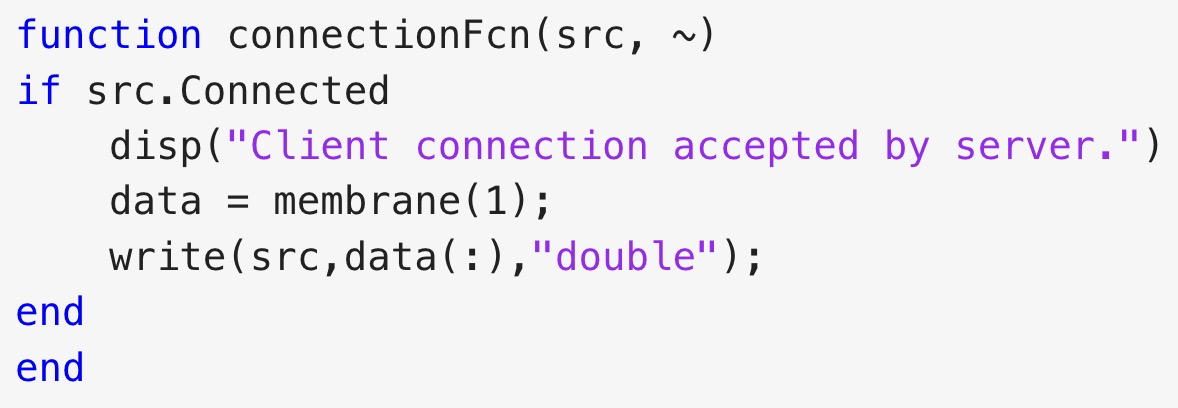 function connectionFcn(src, ~)
if src.Connected
    disp("Client connection accepted by server.")
    data = membrane(1);
    write(src,data(:),"double");
end
end